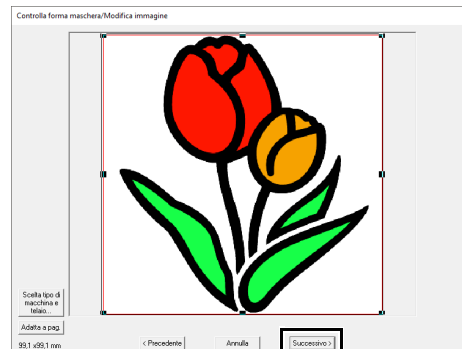 Controlla forma maschera/Modifica immagine
Scelta tipo di
macchina e
telaio...
Adatta a pag.
99,1 x99,1 mm
< Precedente
Annulla
Successivo >